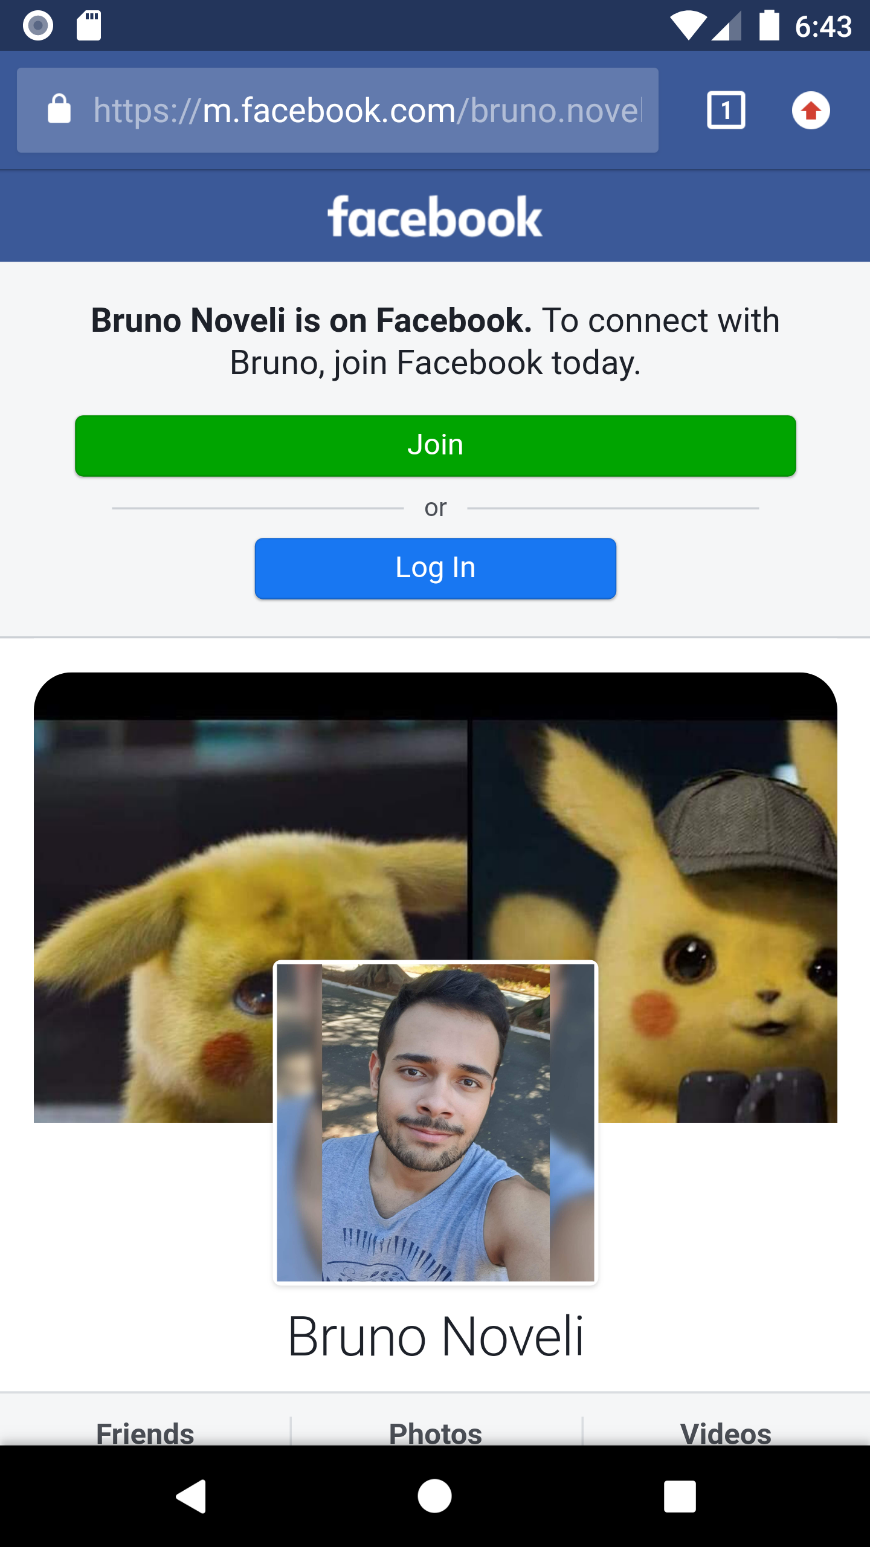 6:43
https://m.facebook.com/bruno.novel
1
facebook
Bruno Noveli is on Facebook. To connect with
Bruno, join Facebook today.
Join
or
Log In
Bruno Noveli
Friends
Photos
Videos